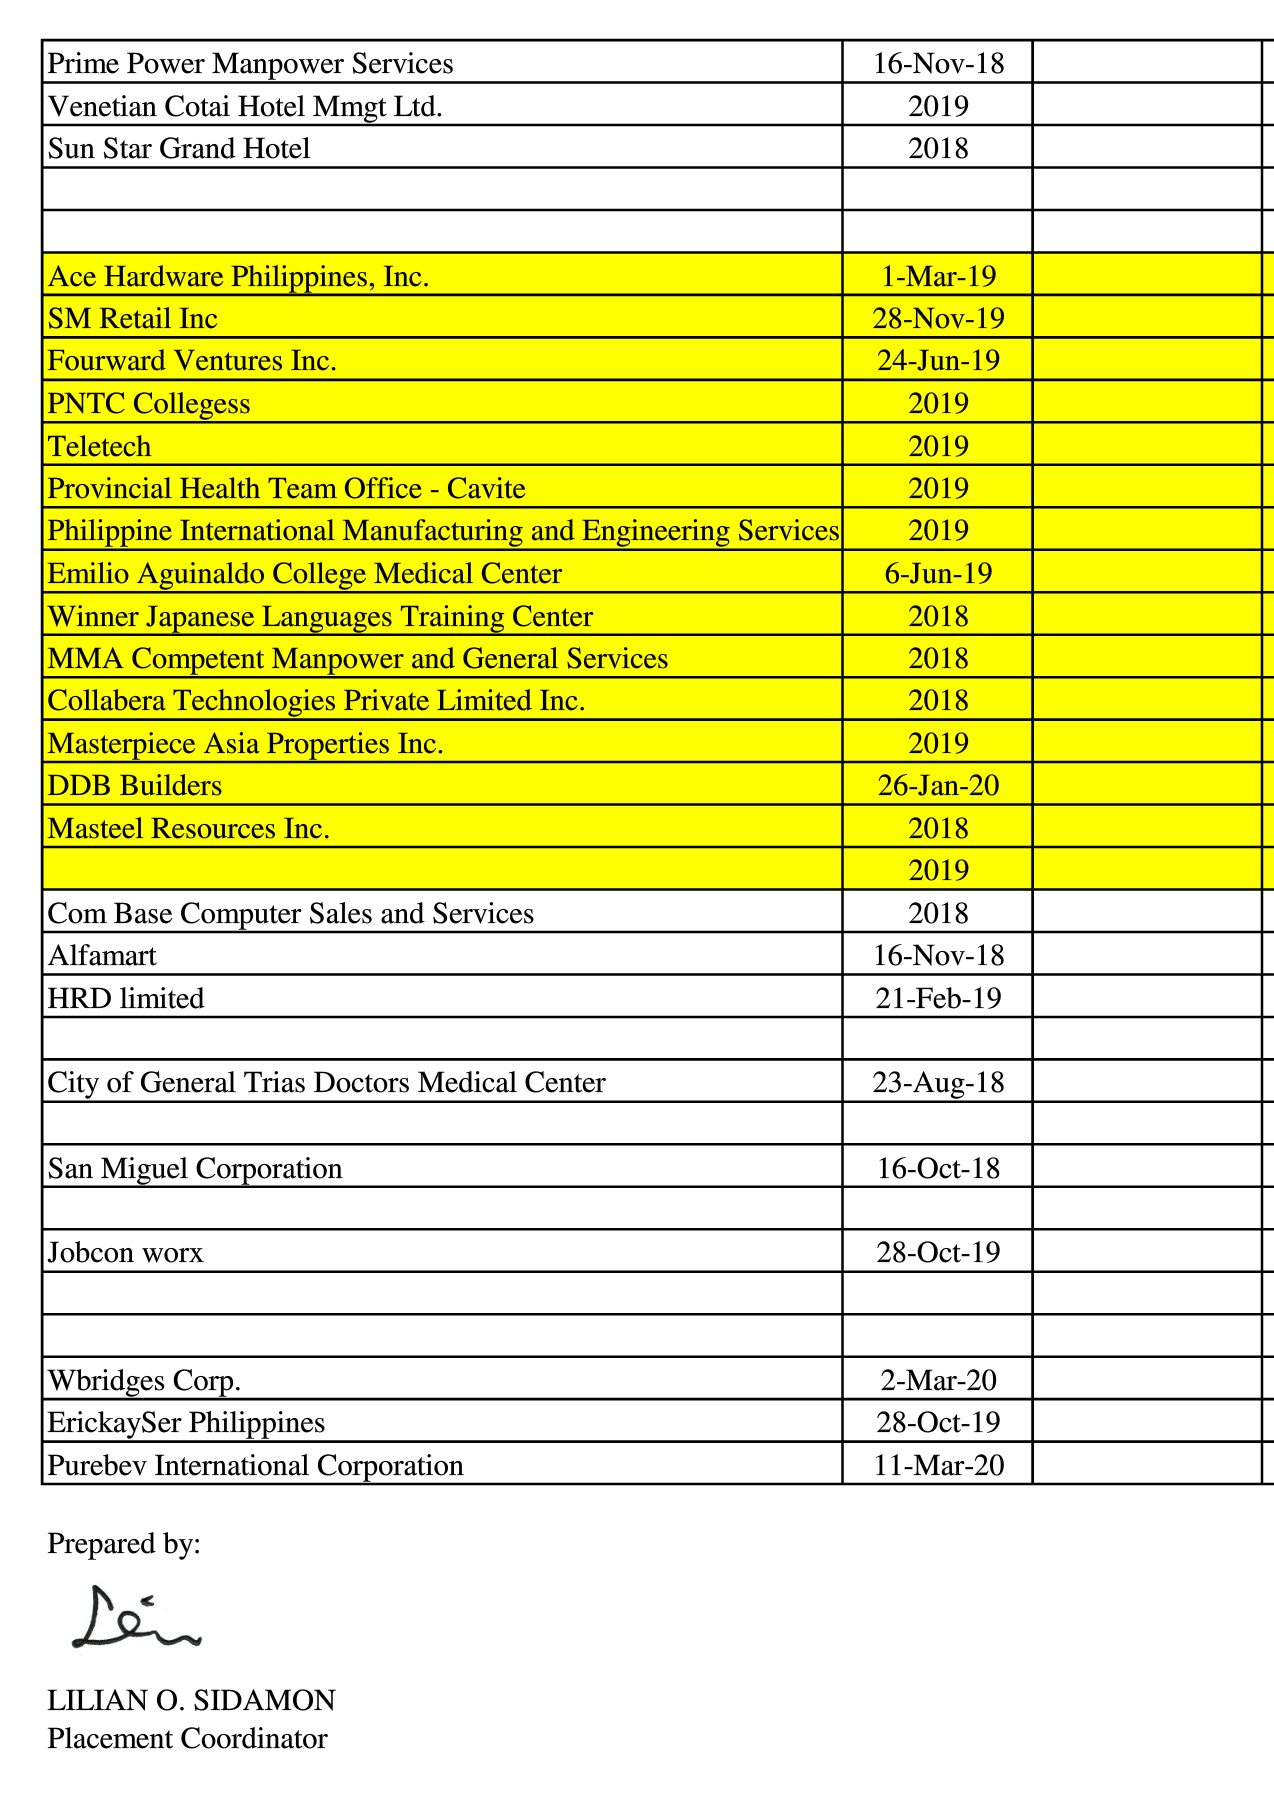 Prime Power Manpower Services 16-Nov-18
Venetian Cotai Hotel Mmgt Ltd. 2019
Sun Star Grand Hotel 2018
Ace Hardware Philippines, Inc. 1-Mar-19
SM Retail Inc 28-Nov-19
Fourward Ventures Inc. 24-Jun-19
PNTC Collegess 2019
Teletech 2019
Provincial Health Team Office - Cavite 2019
Philippine International Manufacturing and Engineering Services 2019
Emilio Aguinaldo College Medical Center 6-Jun-19
Winner Japanese Languages Training Center 2018
MMA Competent Manpower and General Services 2018
Collabera Technologies Private Limited Inc. 2018
Masterpiece Asia Properties Inc. 2019
DDB Builders 26-Jan-20
Masteel Resources Inc. 2018
2019
Com Base Computer Sales and Services 2018
Alfamart 16-Nov-18
HRD limited 21-Feb-19
City of General Trias Doctors Medical Center 23-Aug-18
San Miguel Corporation 16-Oct-18
Jobcon worx 28-Oct-19
Wbridges Corp. 2-Mar-20
ErickaySer Philippines 28-Oct-19
Purebev International Corporation 11-Mar-20
Prepared by:
LILIAN O. SIDAMON
Placement Coordinator